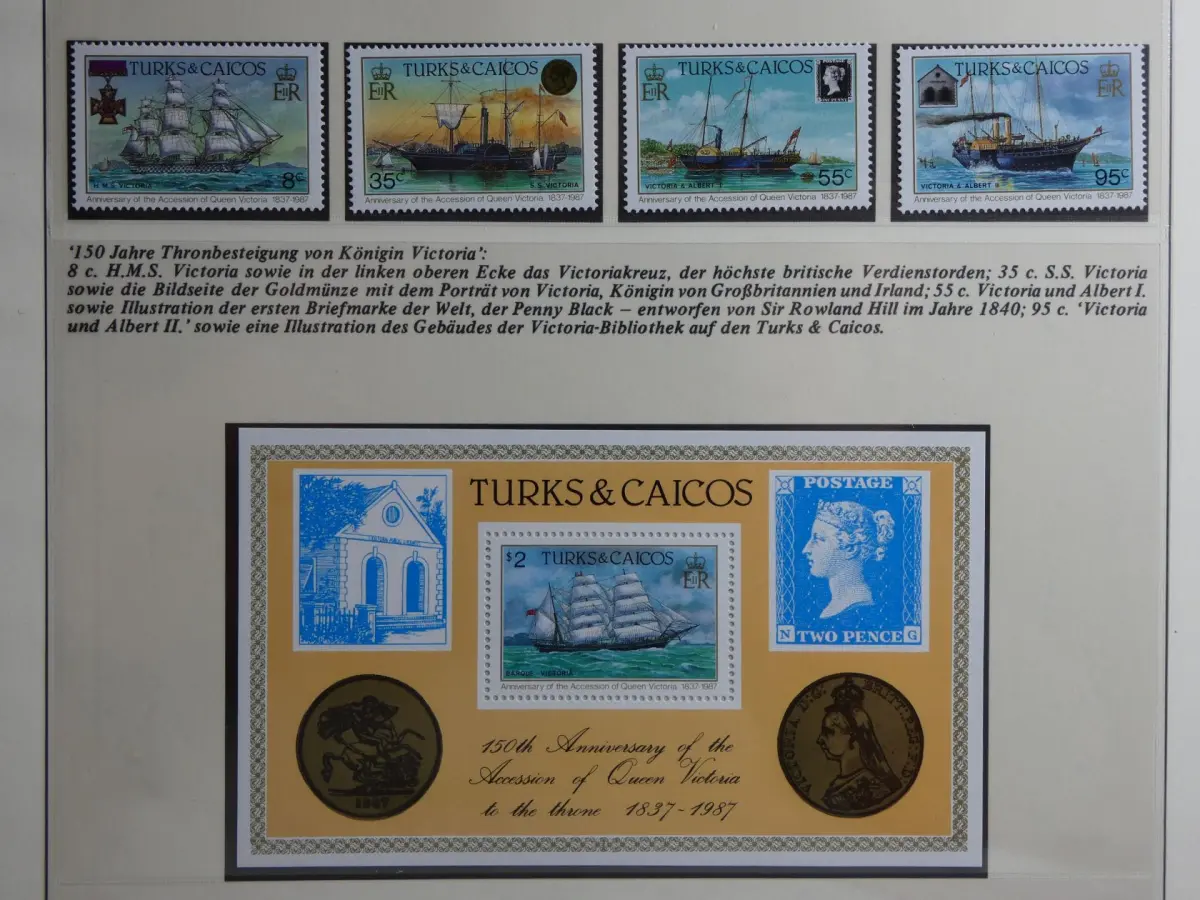 TURKS&CAICOS
EIIR
H.M.S. VICTORIA
8c
Anniversary of the Accession of Queen Victoria 1837-1987
TURKS&CAICOS
EIIR
35c
S.S. VICTORIA
Anniversary of the Accession of Queen Victoria 1837-1987
TURKS&CAICOS
EIIR
VICTORIA & ALBERT I
55c
Anniversary of the Accession of Queen Victoria 1837-1987
TURKS&CAICOS
EIIR
VICTORIA & ALBERT II
95c
Anniversary of the Accession of Queen Victoria 1837-1987
‘150 Jahre Thronbesteigung von Königin Victoria’:
8 c. H.M.S. Victoria sowie in der linken oberen Ecke das Victoriakreuz, der höchste britische Verdienstorden; 35 c. S.S. Victoria
sowie die Bildseite der Goldmünze mit dem Porträt von Victoria, Königin von Großbritannien und Irland; 55 c. Victoria und Albert I.
sowie Illustration der ersten Briefmarke der Welt, der Penny Black – entworfen von Sir Rowland Hill im Jahre 1840; 95 c. ‘Victoria
und Albert II.’ sowie eine Illustration des Gebäudes der Victoria-Bibliothek auf den Turks & Caicos.
TURKS & CAICOS
POSTAGE
N TWO PENCE G
$2 TURKS&CAICOS
EIIR
BARQUE VICTORIA
Anniversary of the Accession of Queen Victoria 1837-1987
1887
VICTORIA D:G: BRITT:REG:F:D:
150th Anniversary of the
Accession of Queen Victoria
to the throne 1837-1987